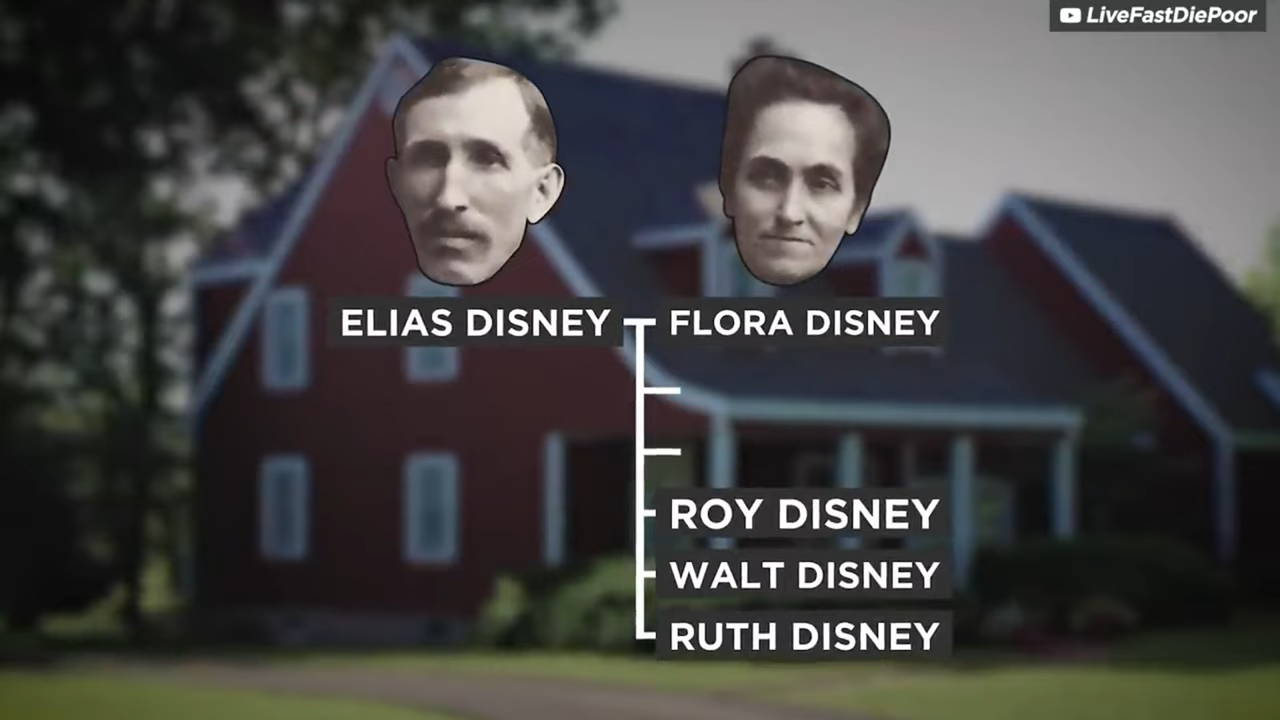 LiveFastDiePoor
ELIAS DISNEY
FLORA DISNEY
ROY DISNEY
WALT DISNEY
RUTH DISNEY